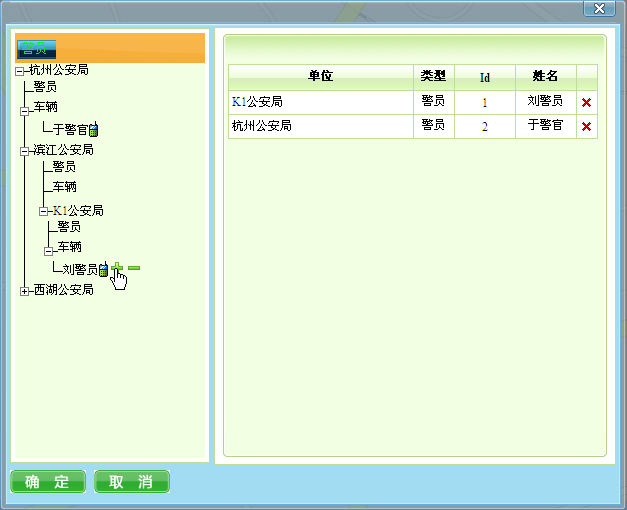 警员
杭州公安局
警员
车辆
于警官
滨江公安局
警员
车辆
K1公安局
警员
车辆
刘警员
西湖公安局
单位 类型 Id 姓名
K1公安局 警员 1 刘警员
杭州公安局 警员 2 于警官
确 定 取 消